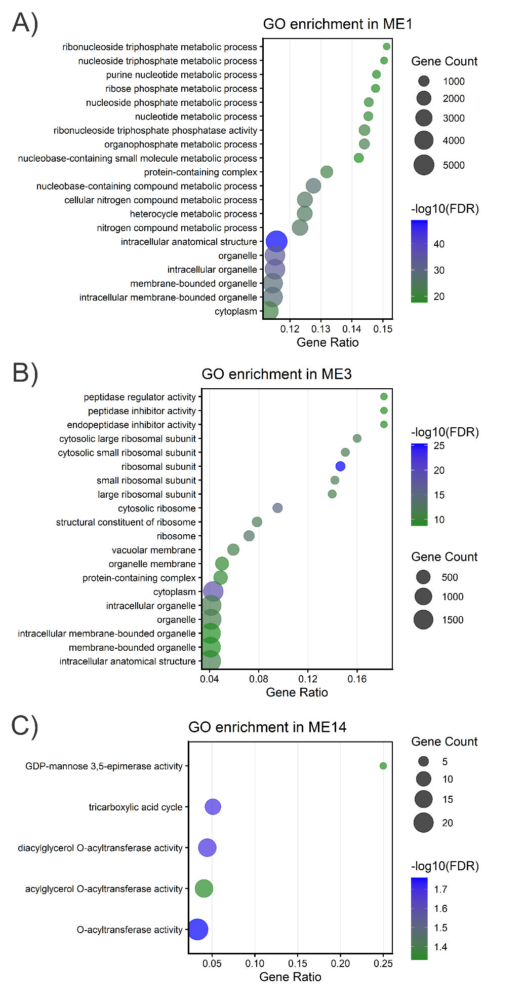 A)
GO enrichment in ME1
ribonucleoside triphosphate metabolic process
nucleoside triphosphate metabolic process
purine nucleotide metabolic process
ribose phosphate metabolic process
nucleoside phosphate metabolic process
nucleotide metabolic process
ribonucleoside triphosphate phosphatase activity
organophosphate metabolic process
nucleobase-containing small molecule metabolic process
protein-containing complex
nucleobase-containing compound metabolic process
cellular nitrogen compound metabolic process
heterocycle metabolic process
nitrogen compound metabolic process
intracellular anatomical structure
organelle
intracellular organelle
membrane-bounded organelle
intracellular membrane-bounded organelle
cytoplasm
0.12 0.13 0.14 0.15
Gene Ratio
Gene Count
1000
2000
3000
4000
5000
-log10(FDR)
40
30
20
B)
GO enrichment in ME3
peptidase regulator activity
peptidase inhibitor activity
endopeptidase inhibitor activity
cytosolic large ribosomal subunit
cytosolic small ribosomal subunit
ribosomal subunit
small ribosomal subunit
large ribosomal subunit
cytosolic ribosome
structural constituent of ribosome
ribosome
vacuolar membrane
organelle membrane
protein-containing complex
cytoplasm
intracellular organelle
organelle
intracellular membrane-bounded organelle
membrane-bounded organelle
intracellular anatomical structure
0.04 0.08 0.12 0.16
Gene Ratio
-log10(FDR)
25
20
15
10
Gene Count
500
1000
1500
C)
GO enrichment in ME14
GDP-mannose 3,5-epimerase activity
tricarboxylic acid cycle
diacylglycerol O-acyltransferase activity
acylglycerol O-acyltransferase activity
O-acyltransferase activity
0.05 0.10 0.15 0.20 0.25
Gene Ratio
Gene Count
5
10
15
20
-log10(FDR)
1.7
1.6
1.5
1.4